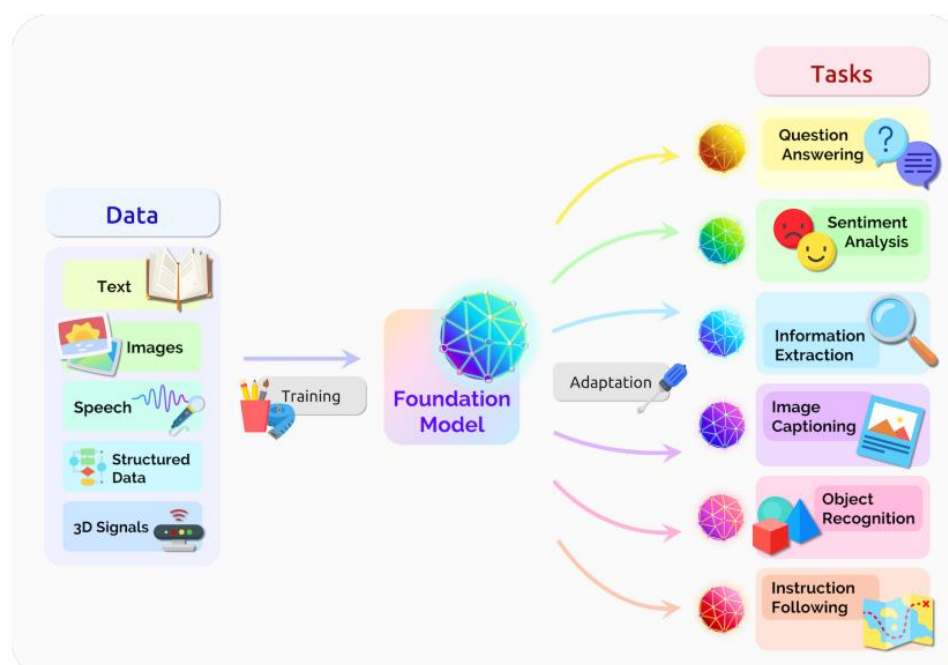 Data
Text
Images
Speech
Structured
Data
3D Signals
Training
Foundation
Model
Adaptation
Tasks
Question
Answering
?
Sentiment
Analysis
Information
Extraction
Image
Captioning
Object
Recognition
Instruction
Following